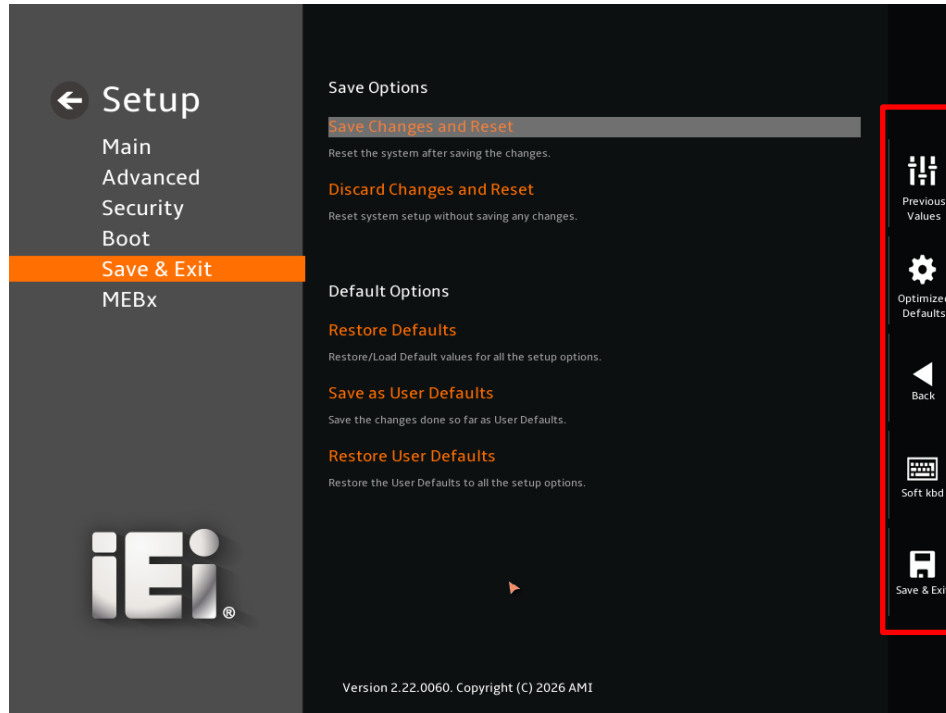 Setup
Main
Advanced
Security
Boot
Save & Exit
MEBx
iEi®
Save Options
Save Changes and Reset
Reset the system after saving the changes.
Discard Changes and Reset
Reset system setup without saving any changes.
Default Options
Restore Defaults
Restore/Load Default values for all the setup options.
Save as User Defaults
Save the changes done so far as User Defaults.
Restore User Defaults
Restore the User Defaults to all the setup options.
Version 2.22.0060. Copyright (C) 2026 AMI
Previous
Values
Optimized
Defaults
Back
Soft kbd
Save & Exi